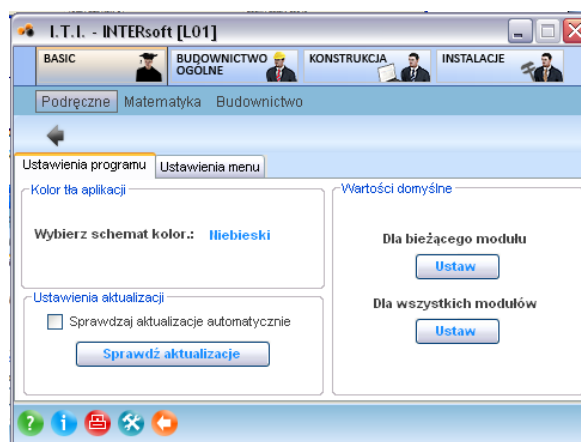 I.T.I. - INTERsoft [L01]
BASIC
BUDOWNICTWO OGÓLNE
KONSTRUKCJA
INSTALACJE
Podręczne Matematyka Budownictwo
Ustawienia programu Ustawienia menu
Kolor tła aplikacji
Wybierz schemat kolor.: Niebieski
Ustawienia aktualizacji
Sprawdzaj aktualizacje automatycznie
Sprawdź aktualizacje
Wartości domyślne
Dla bieżącego modułu
Ustaw
Dla wszystkich modułów
Ustaw